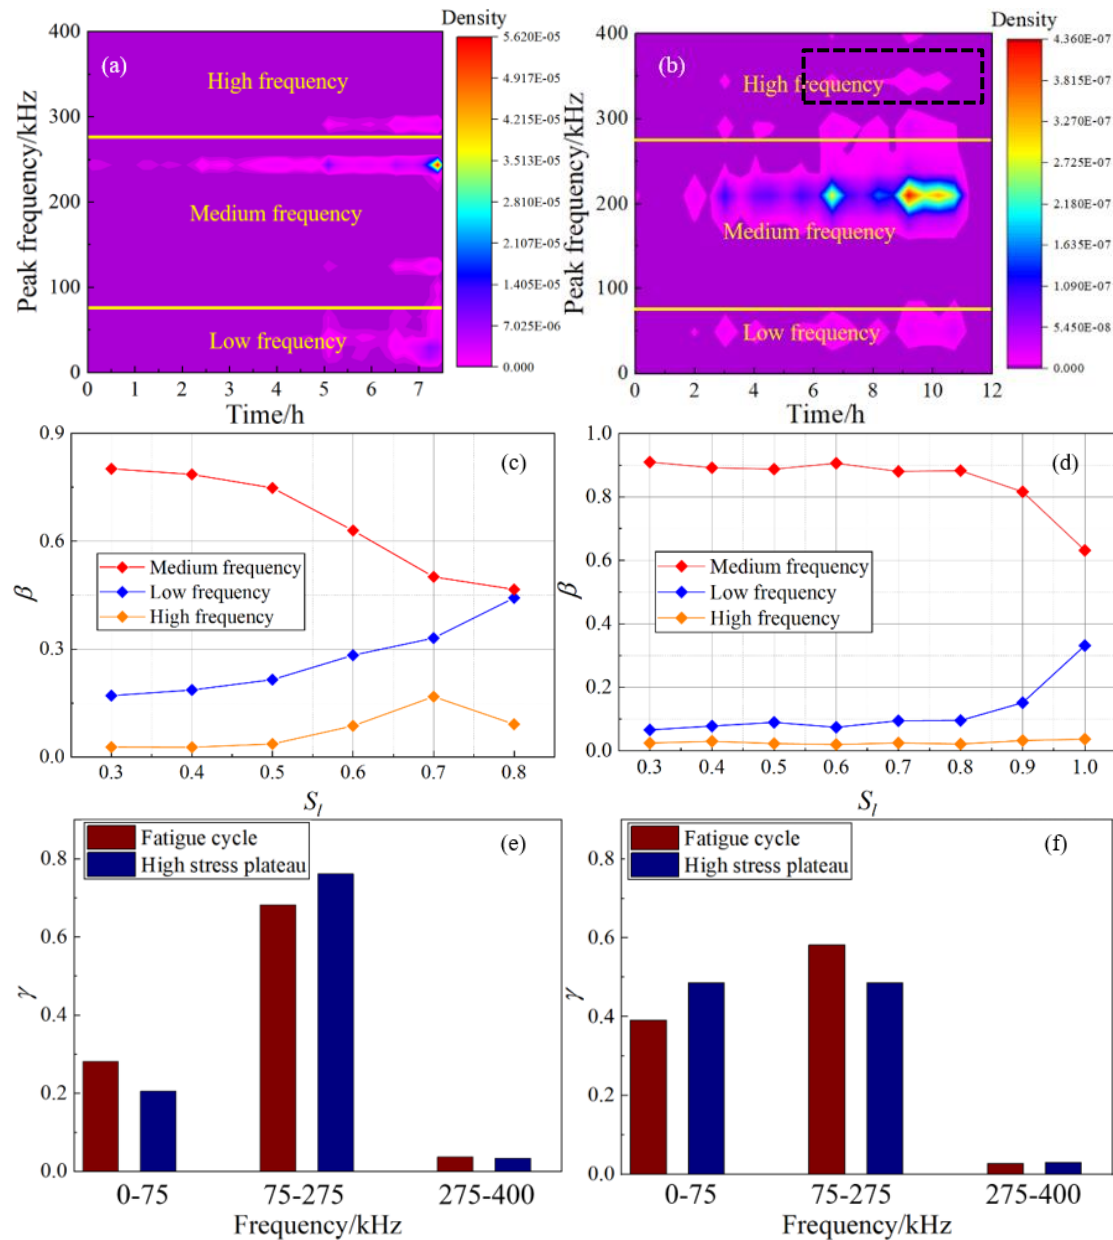 Density
400
5.620E-05
(a)
High frequency
4.917E-05
300
4.215E-05
3.513E-05
200
Medium frequency
2.810E-05
2.107E-05
100
1.405E-05
Low frequency
7.025E-06
0
0.000
0 1 2 3 4 5 6 7
Time/h
Peak frequency/kHz
Density
400
4.360E-07
(b)
High frequency
3.815E-07
300
3.270E-07
2.725E-07
200
Medium frequency
2.180E-07
1.635E-07
100
1.090E-07
Low frequency
5.450E-08
0
0.000
0 2 4 6 8 10 12
Time/h
Peak frequency/kHz
0.9
(c)
0.6
Medium frequency
Low frequency
High frequency
0.3
0.0
0.3 0.4 0.5 0.6 0.7 0.8
β
S_l
1.0
(d)
0.8
0.6
Medium frequency
Low frequency
High frequency
0.4
0.2
0.0
0.3 0.4 0.5 0.6 0.7 0.8 0.9 1.0
β
S_l
Fatigue cycle
High stress plateau
(e)
0.8
0.6
0.4
0.2
0.0
γ
0-75 75-275 275-400
Frequency/kHz
Fatigue cycle
High stress plateau
(f)
0.8
0.6
0.4
0.2
0.0
γ
0-75 75-275 275-400
Frequency/kHz